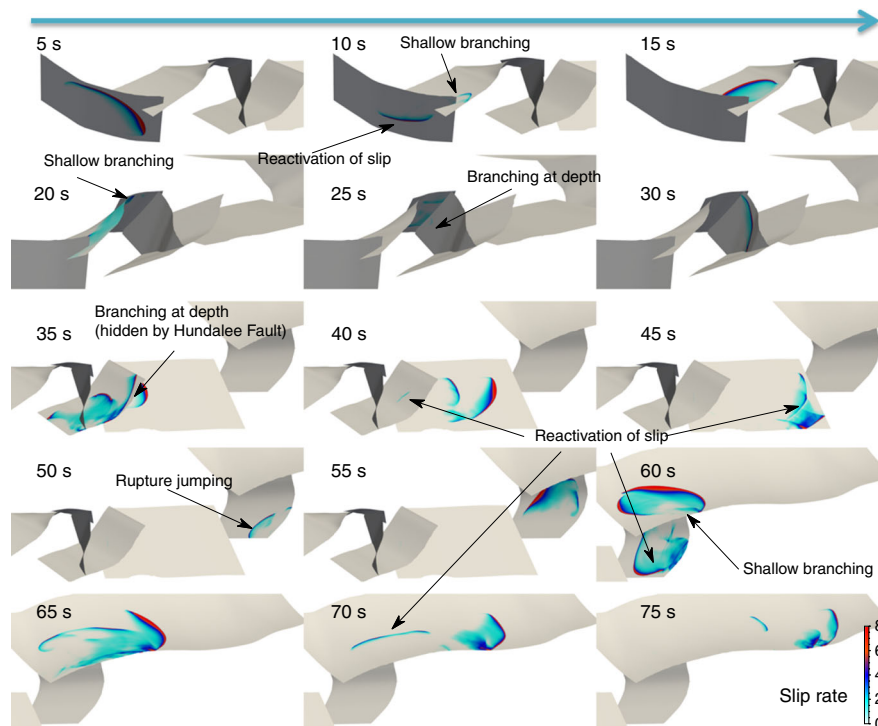 5 s
10 s
Shallow branching
15 s
Reactivation of slip
Shallow branching
20 s
25 s
Branching at depth
30 s
35 s
Branching at depth
(hidden by Hundalee Fault)
40 s
45 s
Reactivation of slip
50 s
Rupture jumping
55 s
60 s
Shallow branching
65 s
70 s
75 s
Slip rate
8
6
4
2
0